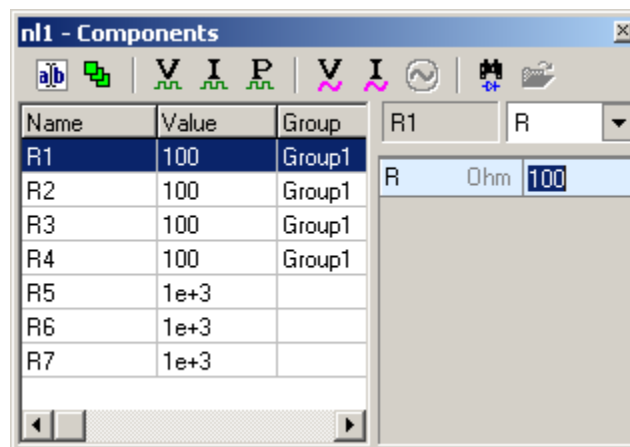 nl1 - Components
a b V I P V I
Name Value Group R1 R
R1 100 Group1 R Ohm 100
R2 100 Group1
R3 100 Group1
R4 100 Group1
R5 1e+3
R6 1e+3
R7 1e+3